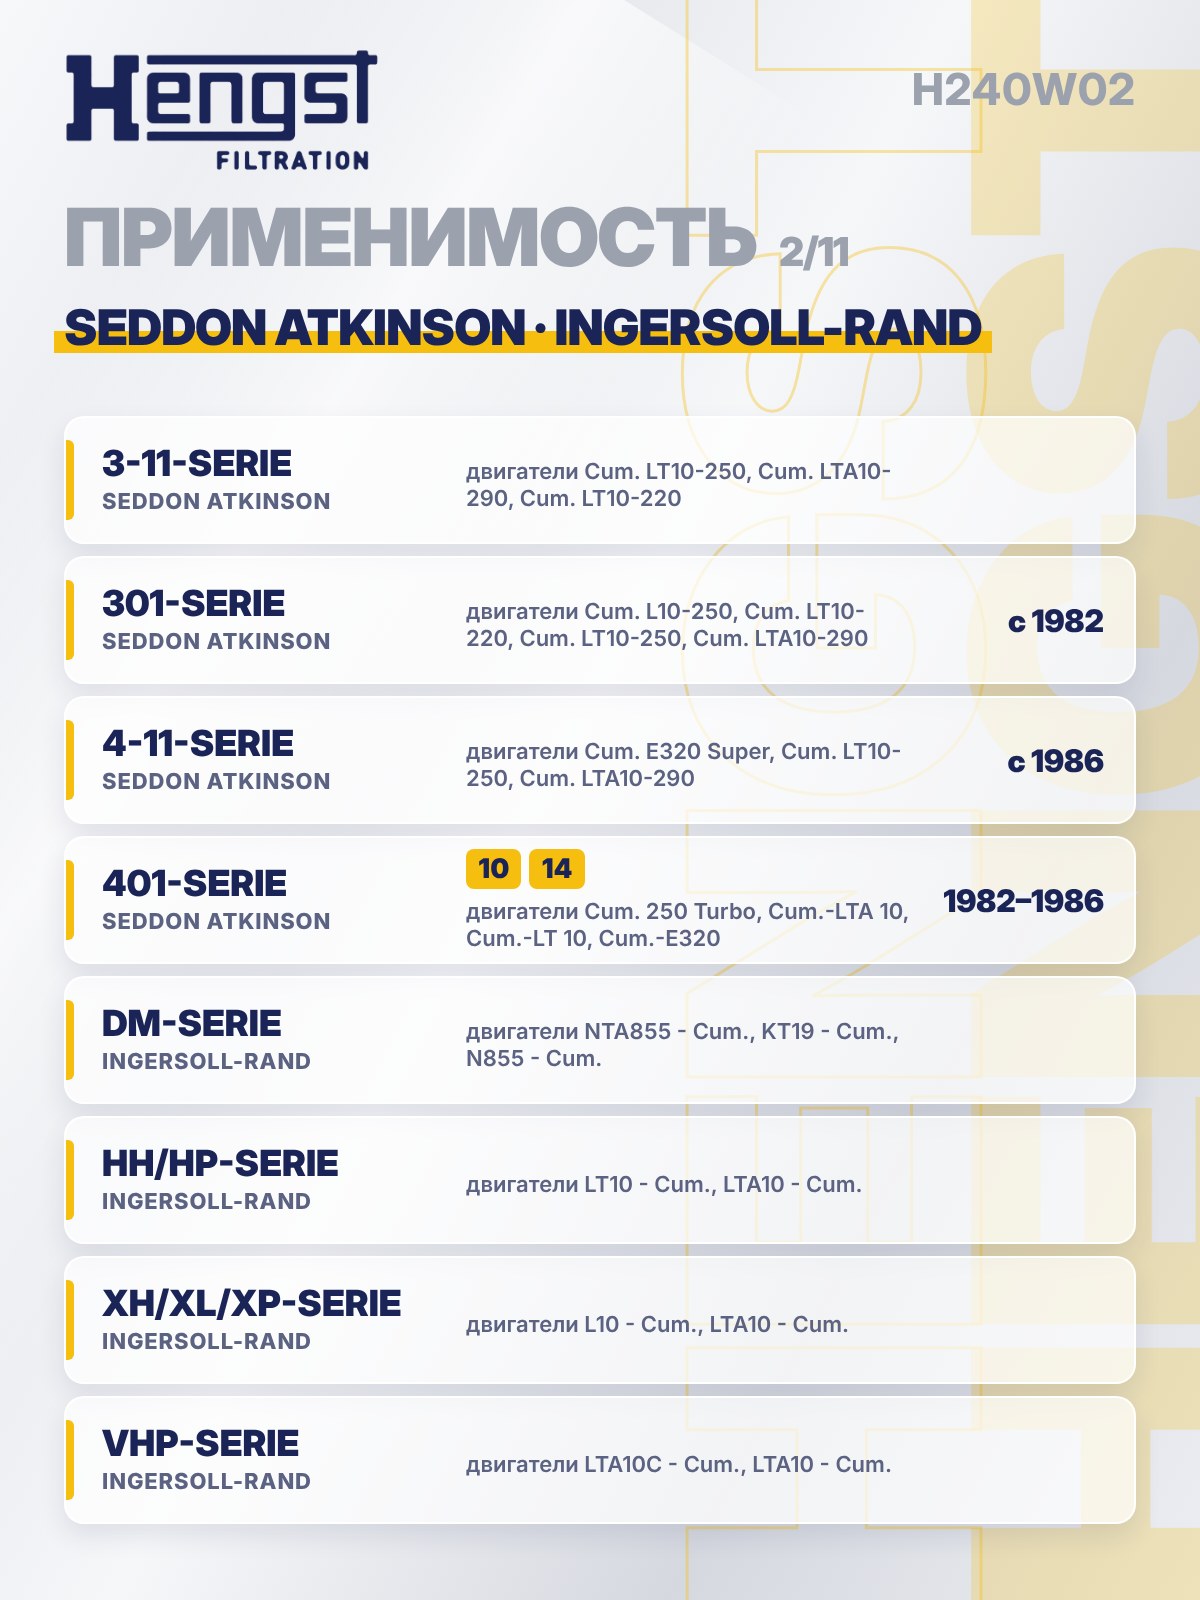 Hengst
FILTRATION
H240W02
ПРИМЕНИМОСТЬ 2/11
SEDDON ATKINSON · INGERSOLL-RAND
3-11-SERIE
SEDDON ATKINSON
двигатели Cum. LT10-250, Cum. LTA10-
290, Cum. LT10-220
301-SERIE
SEDDON ATKINSON
двигатели Cum. L10-250, Cum. LT10-
220, Cum. LT10-250, Cum. LTA10-290
с 1982
4-11-SERIE
SEDDON ATKINSON
двигатели Cum. E320 Super, Cum. LT10-
250, Cum. LTA10-290
с 1986
401-SERIE
SEDDON ATKINSON
10 14
двигатели Cum. 250 Turbo, Cum.-LTA 10,
Cum.-LT 10, Cum.-E320
1982–1986
DM-SERIE
INGERSOLL-RAND
двигатели NTA855 - Cum., KT19 - Cum.,
N855 - Cum.
HH/HP-SERIE
INGERSOLL-RAND
двигатели LT10 - Cum., LTA10 - Cum.
XH/XL/XP-SERIE
INGERSOLL-RAND
двигатели L10 - Cum., LTA10 - Cum.
VHP-SERIE
INGERSOLL-RAND
двигатели LTA10C - Cum., LTA10 - Cum.
HENGST